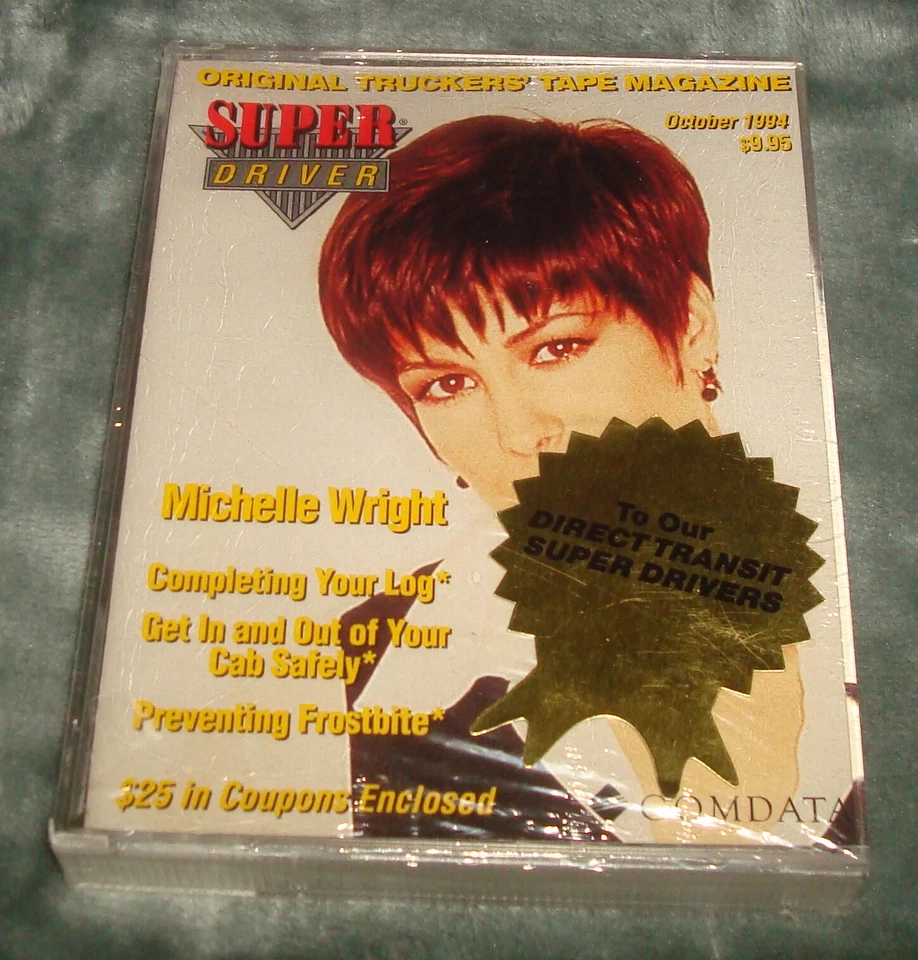 ORIGINAL TRUCKERS' TAPE MAGAZINE
SUPER®
DRIVER
October 1994
$9.95
Michelle Wright
Completing Your Log*
Get In and Out of Your
Cab Safely*
Preventing Frostbite*
$25 in Coupons Enclosed
To Our
DIRECT TRANSIT
SUPER DRIVERS
COMDATA